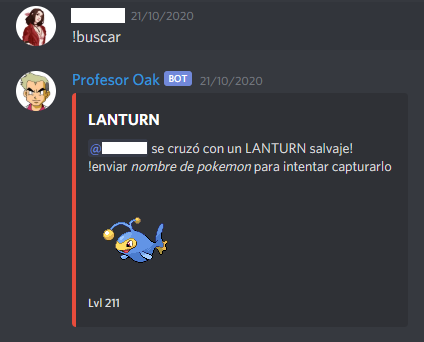 21/10/2020
!buscar
Profesor Oak BOT 21/10/2020
LANTURN
@ se cruzó con un LANTURN salvaje!
!enviar nombre de pokemon para intentar capturarlo
Lvl 211